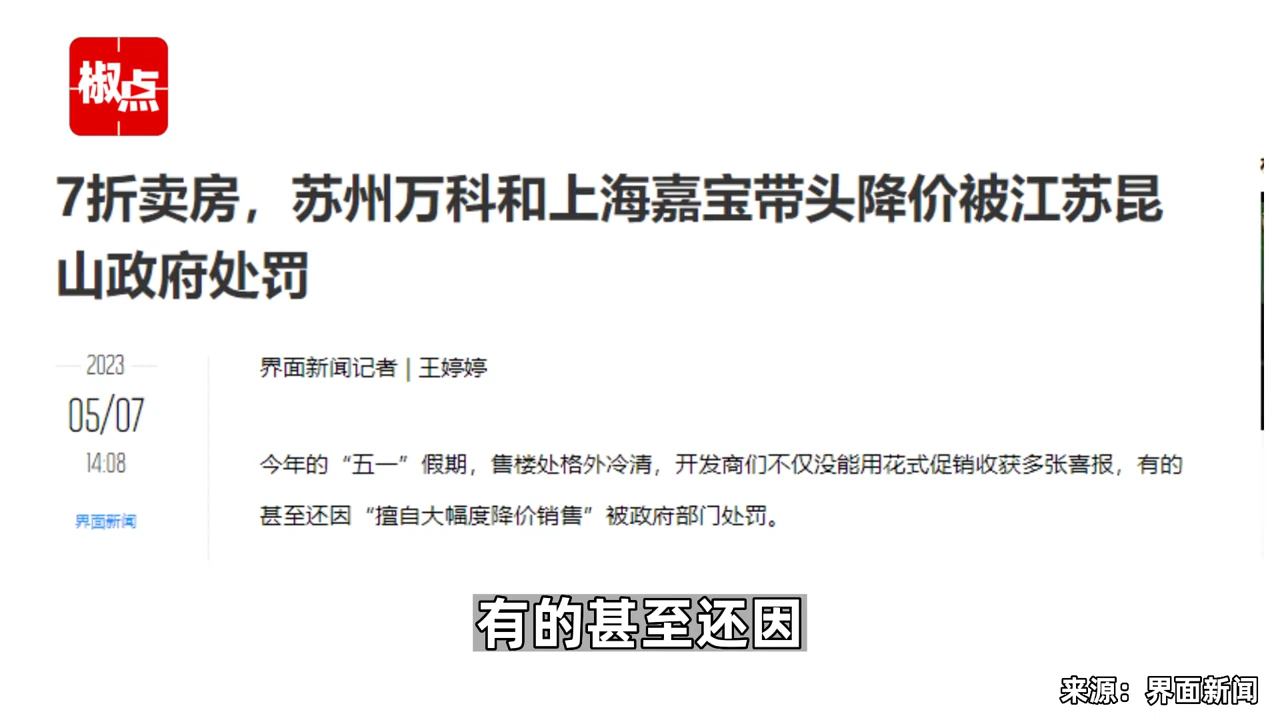 椒点
7折卖房，苏州万科和上海嘉宝带头降价被江苏昆
山政府处罚
2023
05/07
14:08
界面新闻
界面新闻记者 | 王婷婷
今年的“五一”假期，售楼处格外冷清，开发商们不仅没能用花式促销收获多张喜报，有的
甚至还因“擅自大幅度降价销售”被政府部门处罚。
有的甚至还因
来源：界面新闻